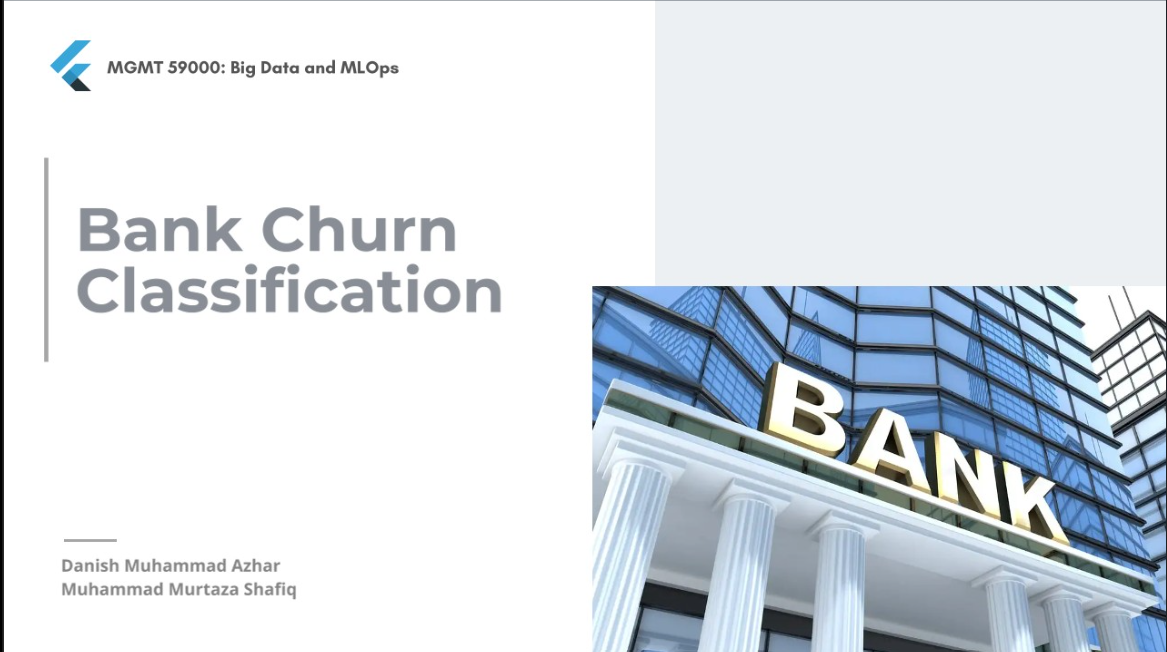 MGMT 59000: Big Data and MLOps
Bank Churn
Classification
BANK
Danish Muhammad Azhar
Muhammad Murtaza Shafiq